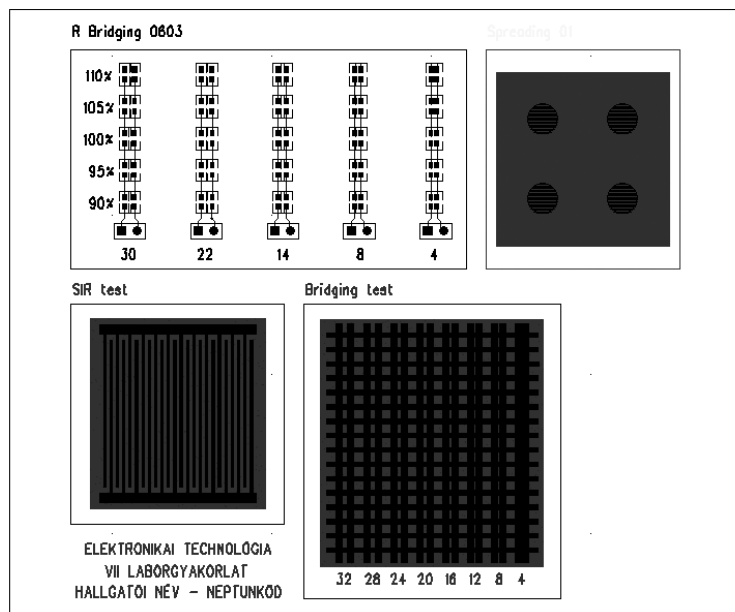 R Bridging 0603
Spreading 01
110%
105%
100%
95%
90%
30 22 14 8 4
SIR test
Bridging test
32 28 24 20 16 12 8 4
ELEKTRONIKAI TECHNOLÓGIA
VII LABORGYAKORLAT
HALLGATÓI NÉV - NEPTUNKÓD